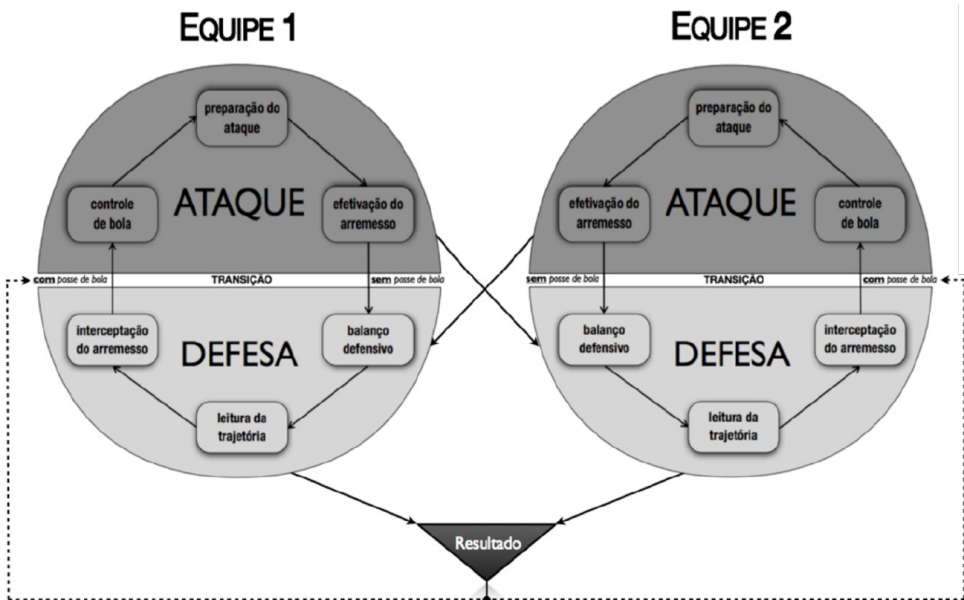 EQUIPE 1
preparação do
ataque
ATAQUE
controle
de bola
efetivação do
arremesso
com posse de bola
TRANSIÇÃO
sem posse de bola
interceptação
do arremesso
DEFESA
balanço
defensivo
leitura da
trajetória
EQUIPE 2
preparação do
ataque
efetivação do
arremesso
ATAQUE
controle
de bola
sem posse de bola
TRANSIÇÃO
com posse de bola
balanço
defensivo
DEFESA
interceptação
do arremesso
leitura da
trajetória
Resultado